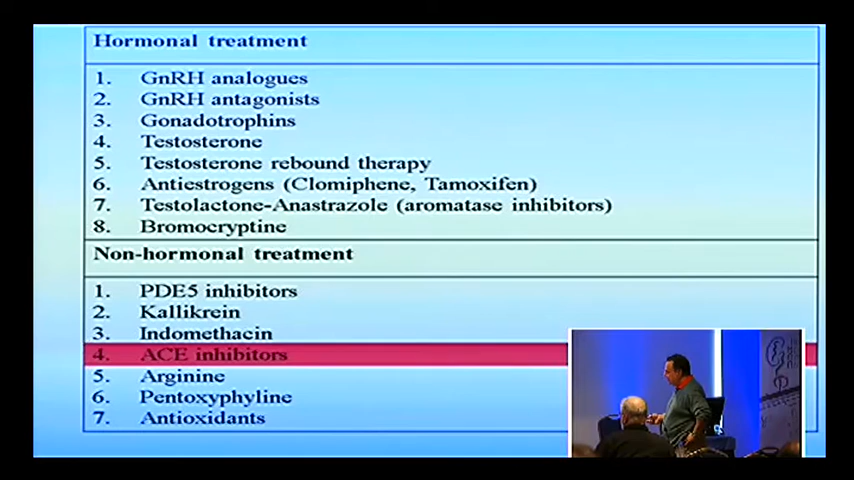 Hormonal treatment
1. GnRH analogues
2. GnRH antagonists
3. Gonadotrophins
4. Testosterone
5. Testosterone rebound therapy
6. Antiestrogens (Clomiphene, Tamoxifen)
7. Testolactone-Anastrazole (aromatase inhibitors)
8. Bromocryptine
Non-hormonal treatment
1. PDE5 inhibitors
2. Kallikrein
3. Indomethacin
4. ACE inhibitors
5. Arginine
6. Pentoxyphyline
7. Antioxidants